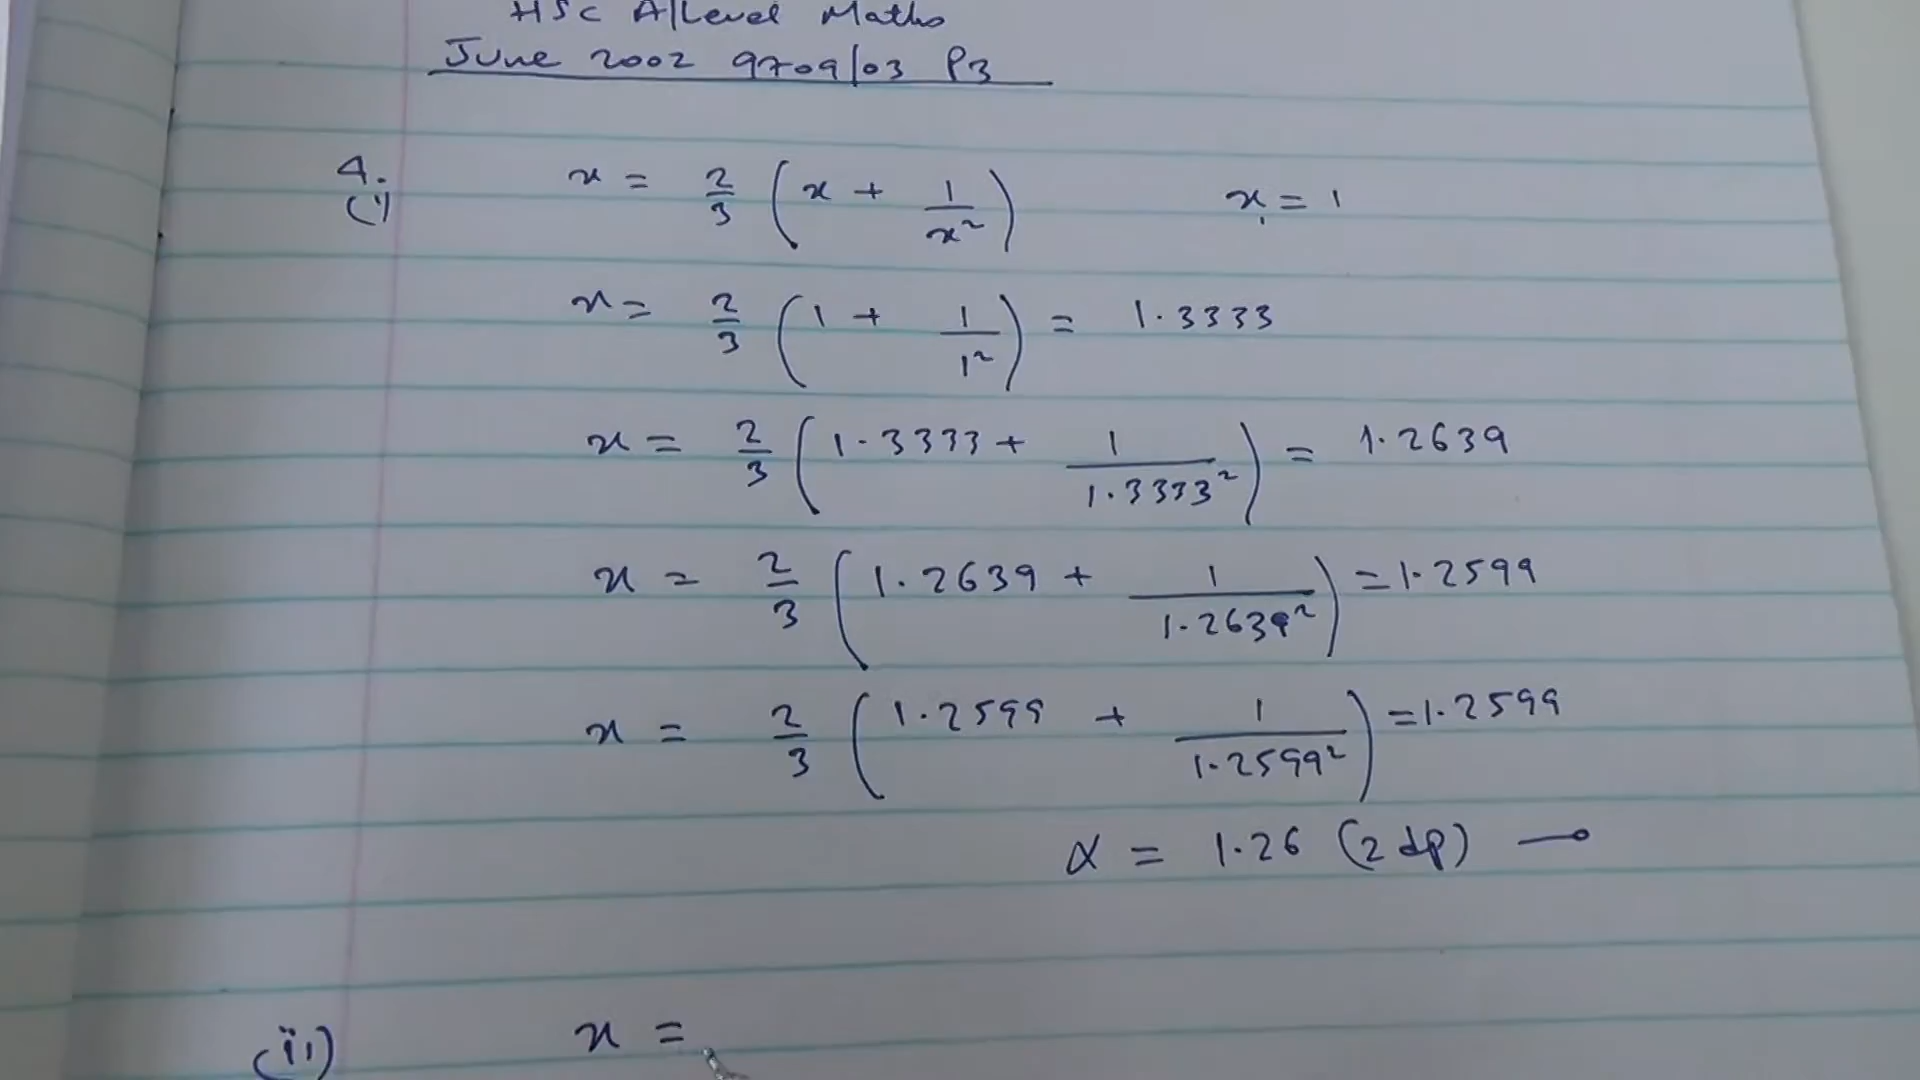 HSC A/Level Maths
June 2002 9709/03 P3
4.
(i) x = 2/3 (x + 1/x²) x₁ = 1
x = 2/3 (1 + 1/1²) = 1.3333
x = 2/3 (1.3333 + 1/1.3333²) = 1.2639
x = 2/3 (1.2639 + 1/1.2639²) = 1.2599
x = 2/3 (1.2599 + 1/1.2599²) = 1.2599
α = 1.26 (2 dp)
(ii) x =